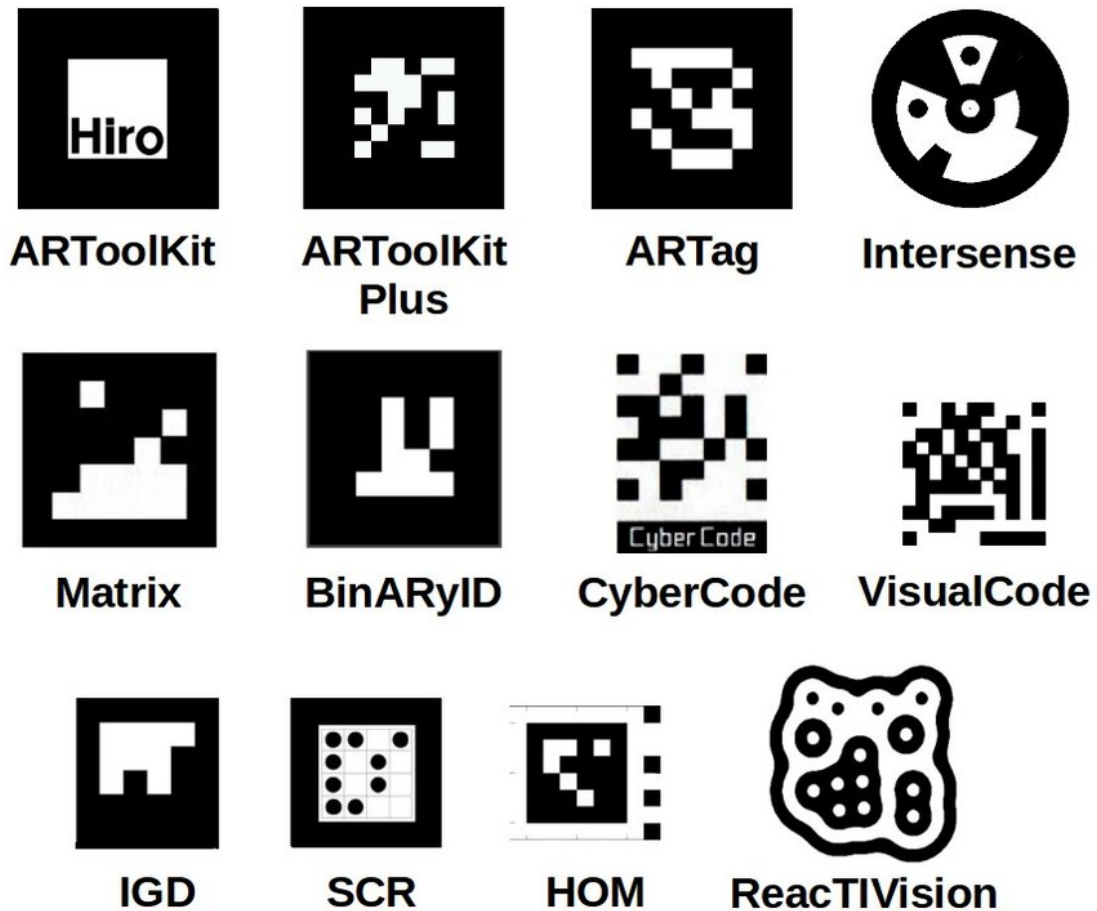 Hiro
ARToolKit
ARToolKit
Plus
ARTag
Intersense
CyberCode
Matrix
BinARyID
CyberCode
VisualCode
IGD
SCR
HOM
ReacTIVision